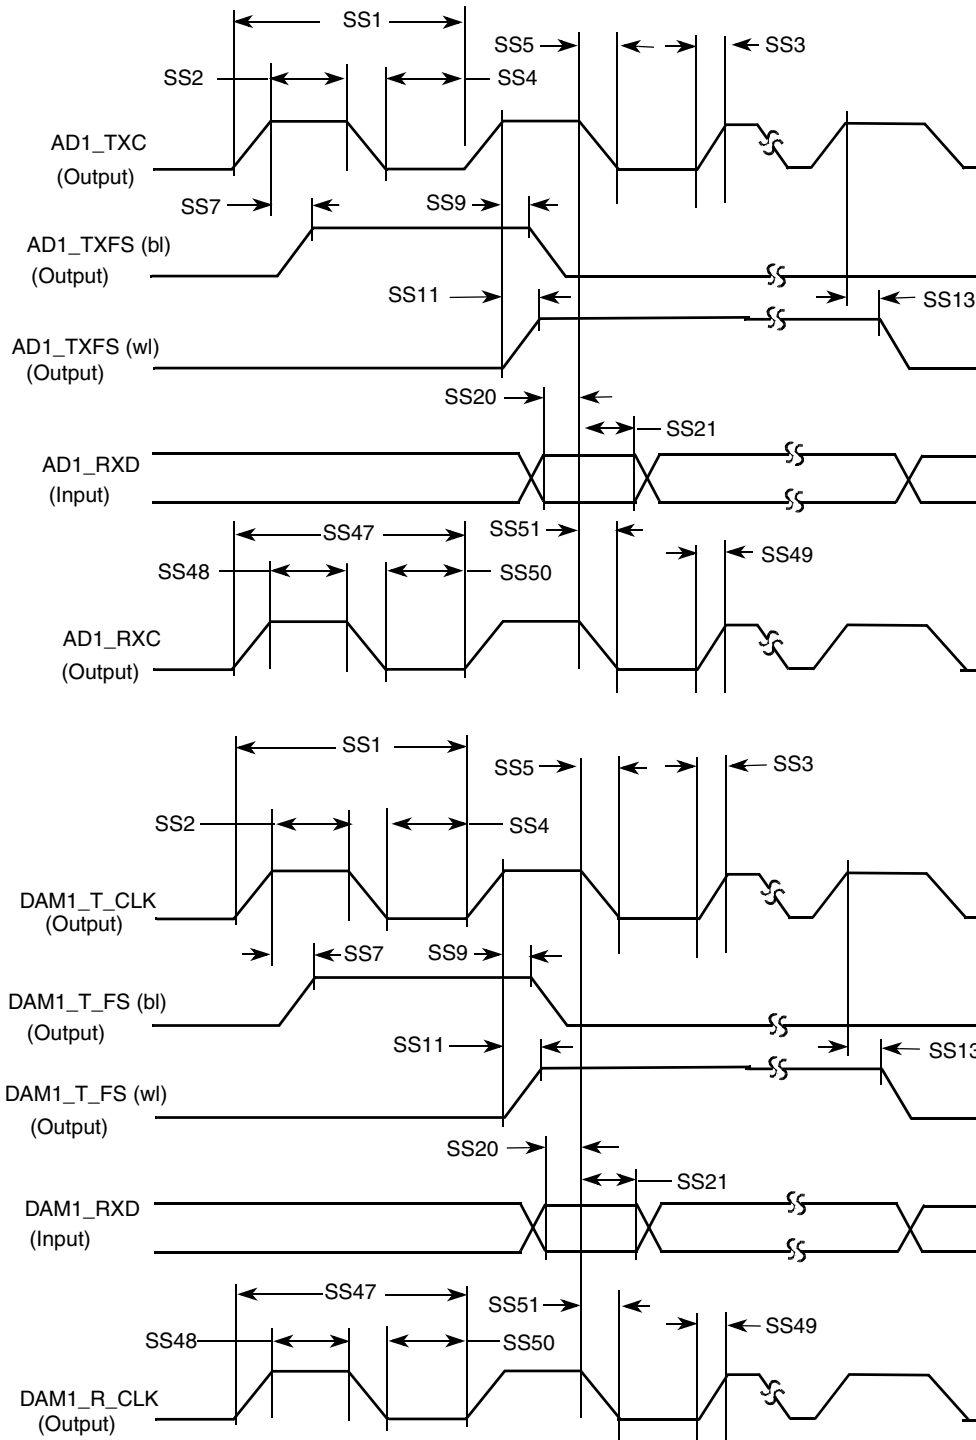 SS1
SS5
SS3
SS2
SS4
AD1_TXC
(Output)
SS7
SS9
AD1_TXFS (bl)
(Output)
SS11
SS13
AD1_TXFS (wl)
(Output)
SS20
SS21
AD1_RXD
(Input)
SS47
SS51
SS49
SS48
SS50
AD1_RXC
(Output)
SS1
SS5
SS3
SS2
SS4
DAM1_T_CLK
(Output)
SS7
SS9
DAM1_T_FS (bl)
(Output)
SS11
SS13
DAM1_T_FS (wl)
(Output)
SS20
SS21
DAM1_RXD
(Input)
SS47
SS51
SS49
SS48
SS50
DAM1_R_CLK
(Output)